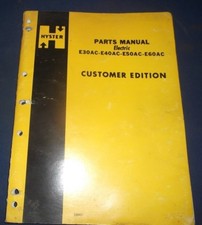 HYSTER
PARTS MANUAL
Electric
E30AC-E40AC-E50AC-E60AC
CUSTOMER EDITION